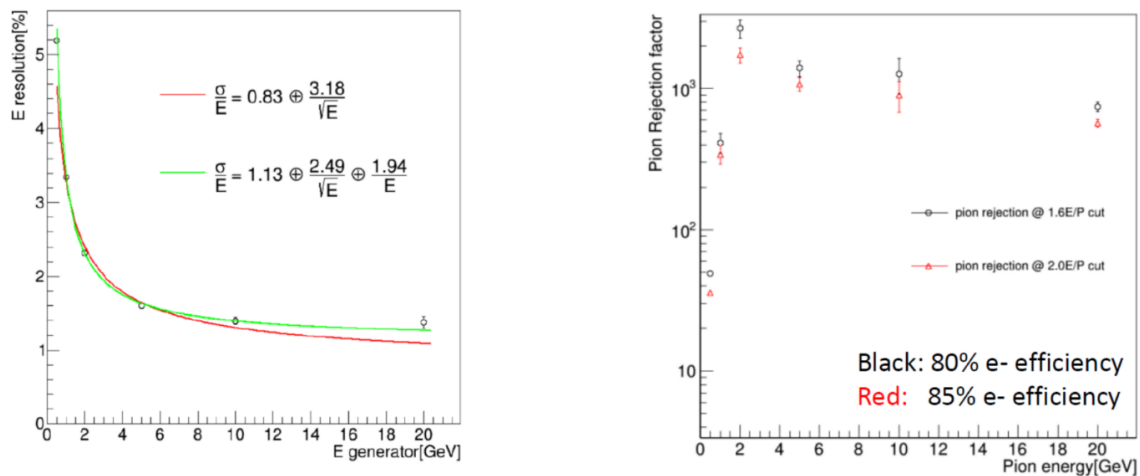 E resolution[%]
5
4
3
2
1
0
σ/E = 0.83 ⊕ 3.18/√E
σ/E = 1.13 ⊕ 2.49/√E ⊕ 1.94/E
0 2 4 6 8 10 12 14 16 18 20
E generator[GeV]
Pion Rejection factor
10³
10²
10
pion rejection @ 1.6E/P cut
pion rejection @ 2.0E/P cut
Black: 80% e- efficiency
Red: 85% e- efficiency
0 2 4 6 8 10 12 14 16 18 20
Pion energy[GeV]